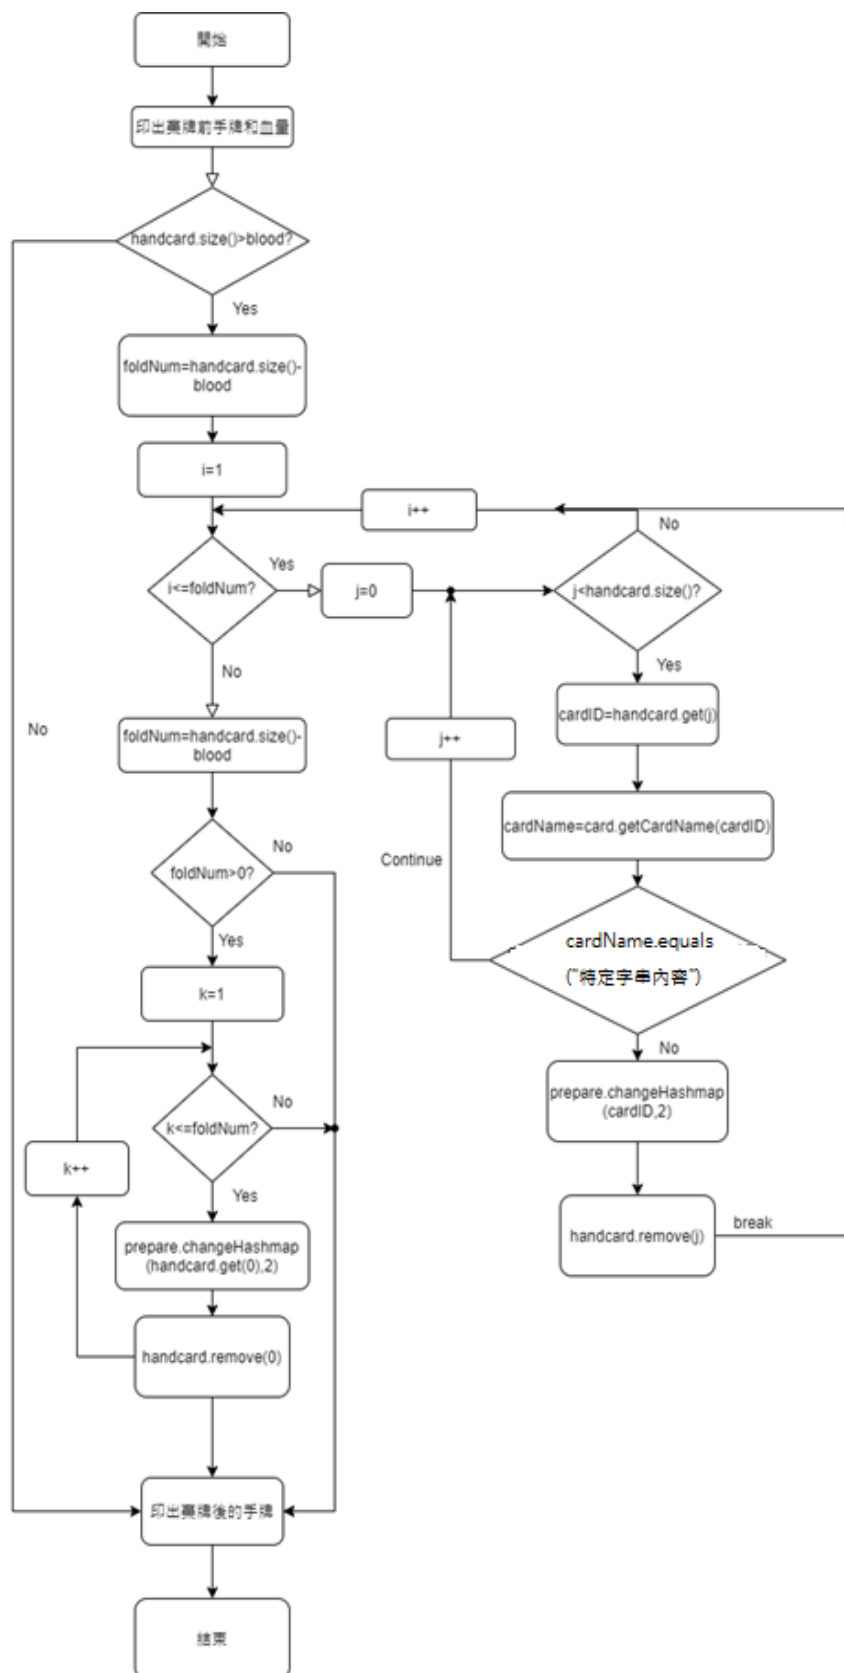 開始
印出棄牌前手牌和血量
handcard.size()>blood?
Yes
foldNum=handcard.size()-
blood
i=1
i++
No
i<=foldNum?
Yes
j=0
j<handcard.size()?
No
Yes
foldNum=handcard.size()-
blood
No
j++
cardID=handcard.get(j)
cardName=card.getCardName(cardID)
Continue
foldNum>0?
No
Yes
cardName.equals
("特定字串內容")
k=1
No
prepare.changeHashmap
(cardID,2)
k<=foldNum?
No
k++
Yes
handcard.remove(j)
break
prepare.changeHashmap
(handcard.get(0),2)
handcard.remove(0)
印出棄牌後的手牌
結束